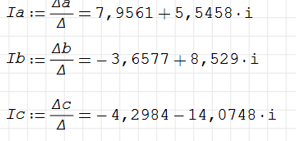 Ia := Δa/Δ = 7,9561 + 5,5458 · i
Ib := Δb/Δ = − 3,6577 + 8,529 · i
Ic := Δc/Δ = − 4,2984 − 14,0748 · i